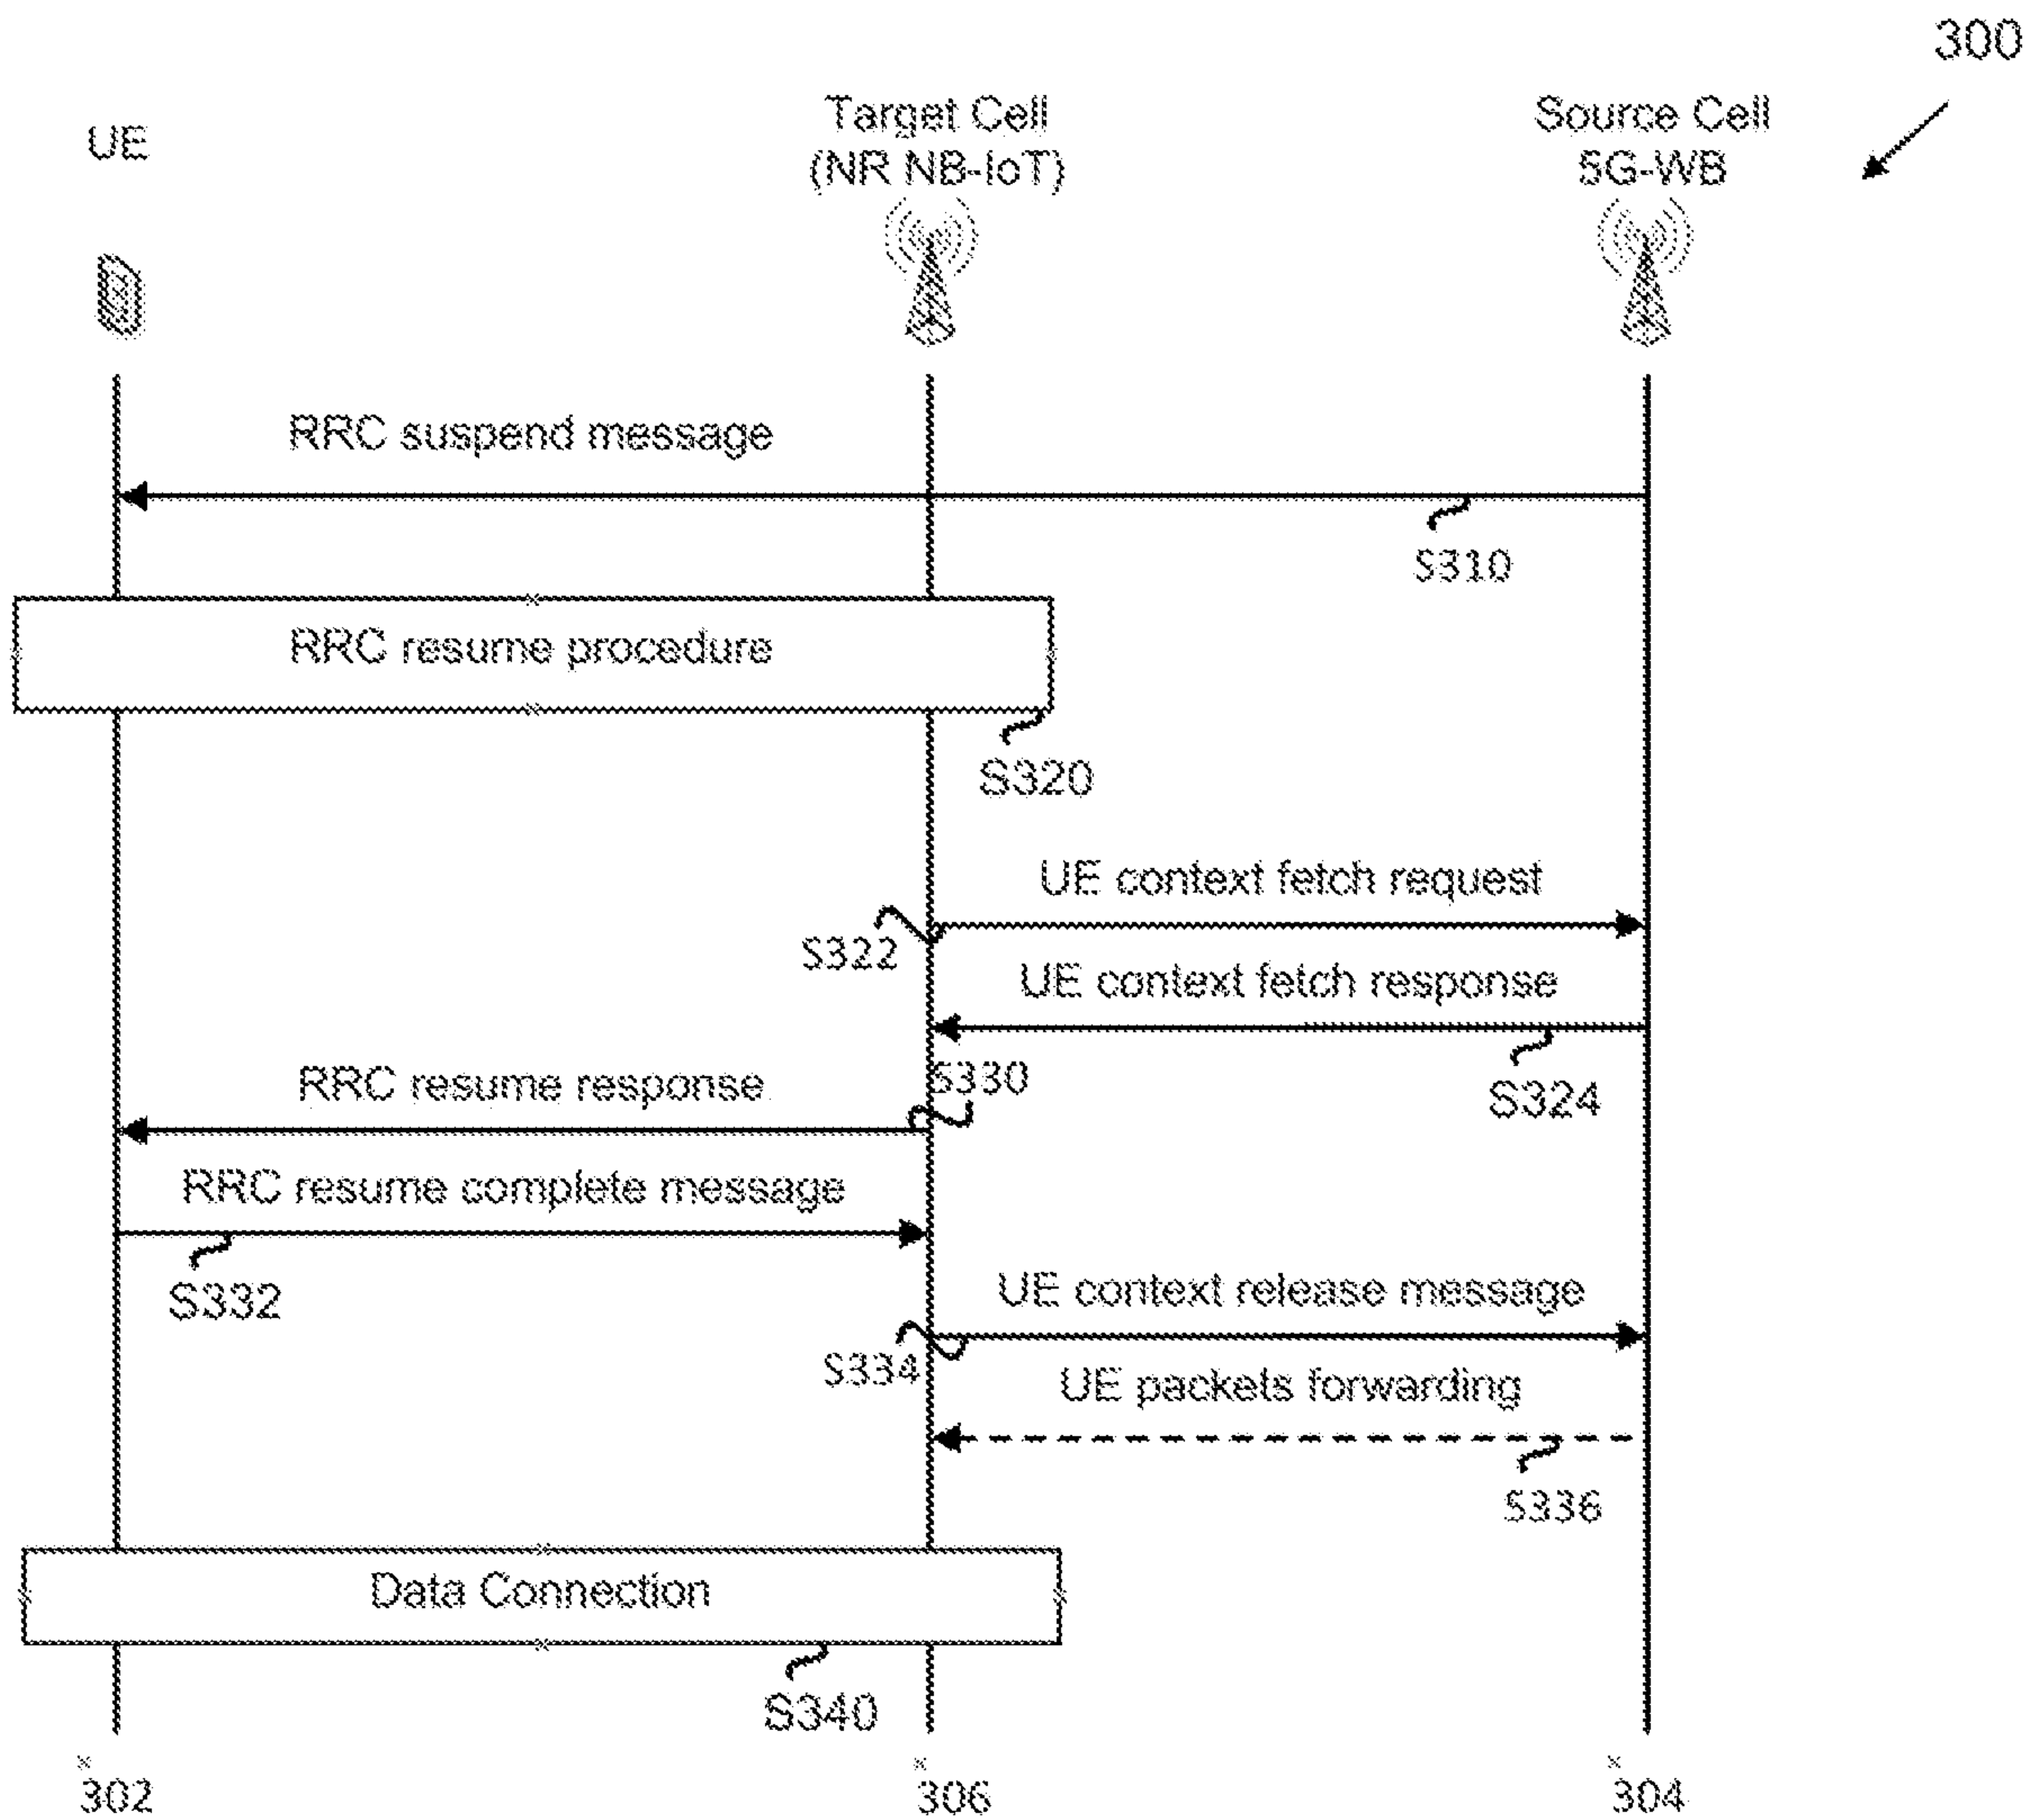 300
UE
Target Cell
(NR NB-IoT)
Source Cell
5G-WB
RRC suspend message
S310
RRC resume procedure
S320
UE context fetch request
S322
UE context fetch response
S324
S330
RRC resume response
RRC resume complete message
S332
UE context release message
S334
UE packets forwarding
S336
Data Connection
S340
302
306
304